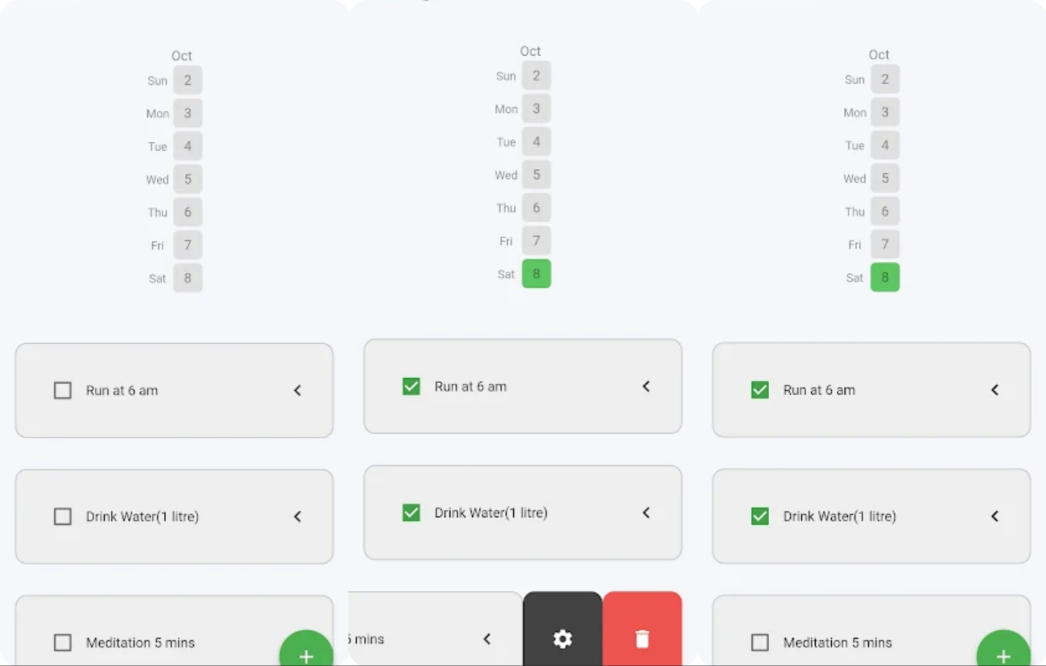 Oct
Sun 2
Mon 3
Tue 4
Wed 5
Thu 6
Fri 7
Sat 8
Run at 6 am
Drink Water(1 litre)
Meditation 5 mins
Oct
Sun 2
Mon 3
Tue 4
Wed 5
Thu 6
Fri 7
Sat 8
Run at 6 am
Drink Water(1 litre)
mins
Oct
Sun 2
Mon 3
Tue 4
Wed 5
Thu 6
Fri 7
Sat 8
Run at 6 am
Drink Water(1 litre)
Meditation 5 mins